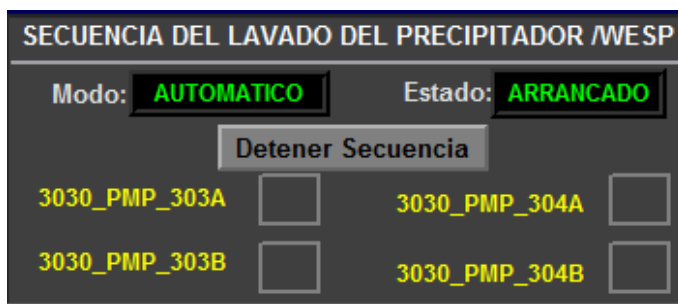 SECUENCIA DEL LAVADO DEL PRECIPITADOR /WESP
Modo: AUTOMATICO Estado: ARRANCADO
Detener Secuencia
3030_PMP_303A 3030_PMP_304A
3030_PMP_303B 3030_PMP_304B